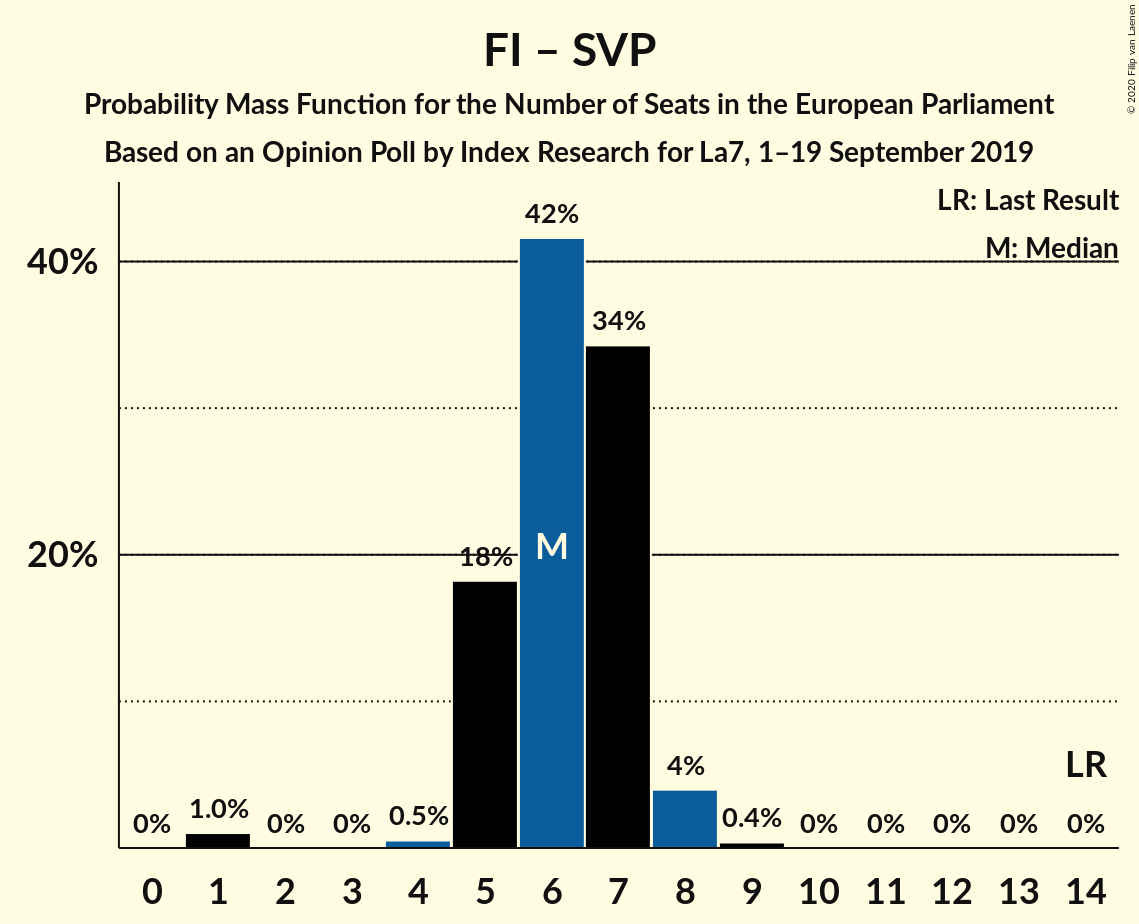 FI – SVP
Probability Mass Function for the Number of Seats in the European Parliament
Based on an Opinion Poll by Index Research for La7, 1–19 September 2019
© 2020 Filip van Laenen
LR: Last Result
M: Median
40%
20%
0%
1.0%
0%
0%
0.5%
18%
42%
M
34%
4%
0.4%
0%
0%
0%
0%
0%
LR
0 1 2 3 4 5 6 7 8 9 10 11 12 13 14